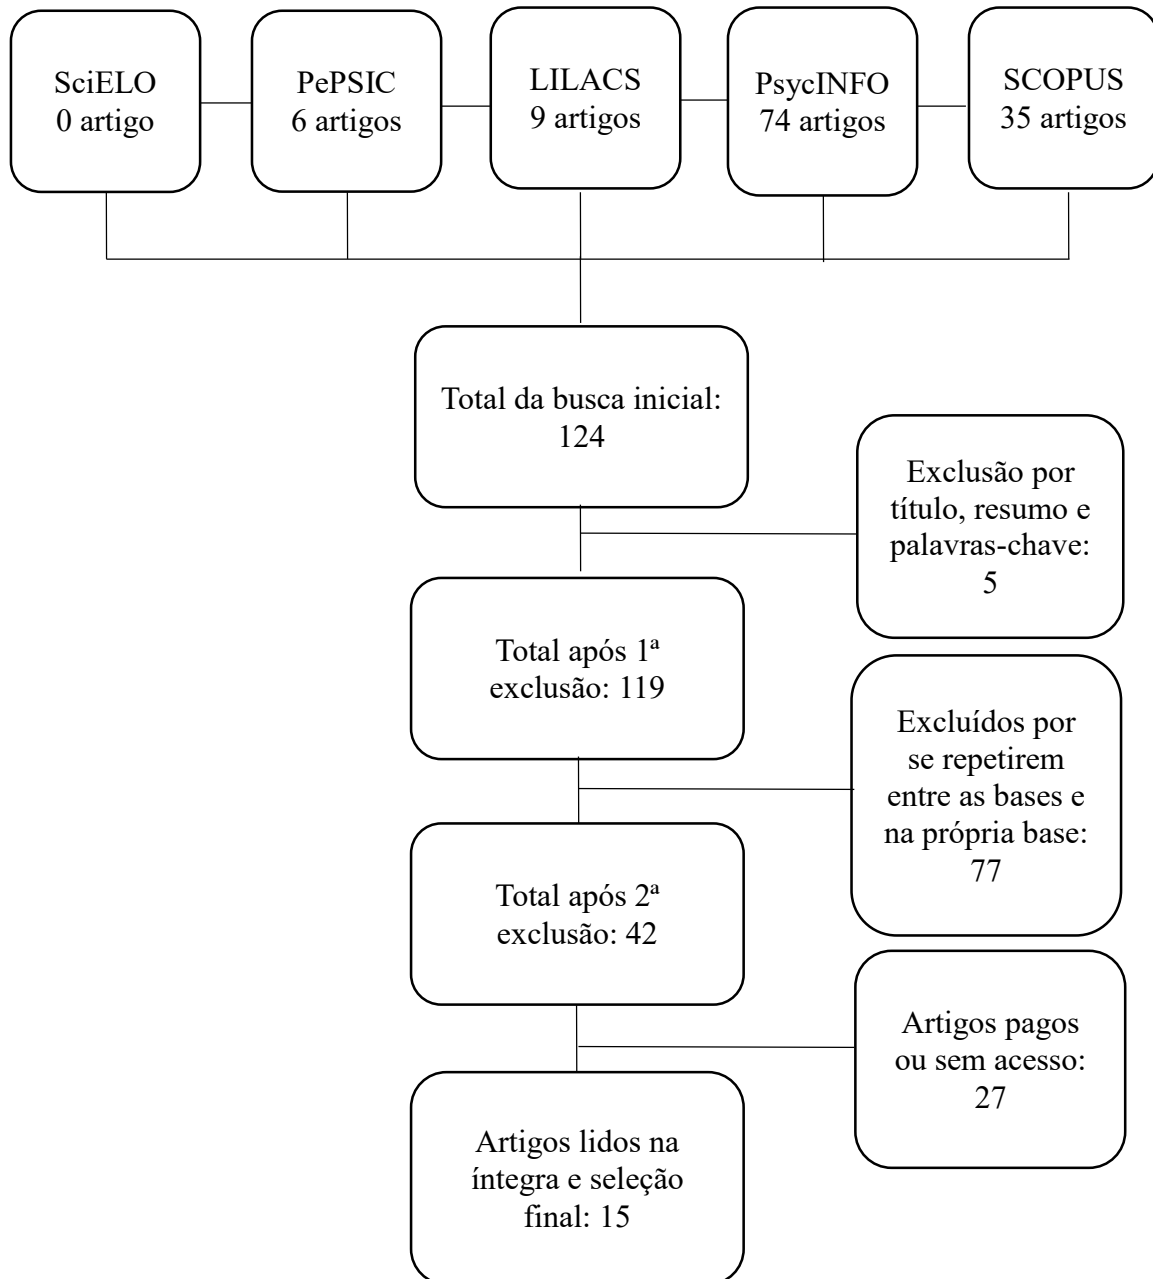 SciELO
0 artigo
PePSIC
6 artigos
LILACS
9 artigos
PsycINFO
74 artigos
SCOPUS
35 artigos
Total da busca inicial:
124
Exclusão por
título, resumo e
palavras-chave:
5
Total após 1ª
exclusão: 119
Excluídos por
se repetirem
entre as bases e
na própria base:
77
Total após 2ª
exclusão: 42
Artigos pagos
ou sem acesso:
27
Artigos lidos na
íntegra e seleção
final: 15